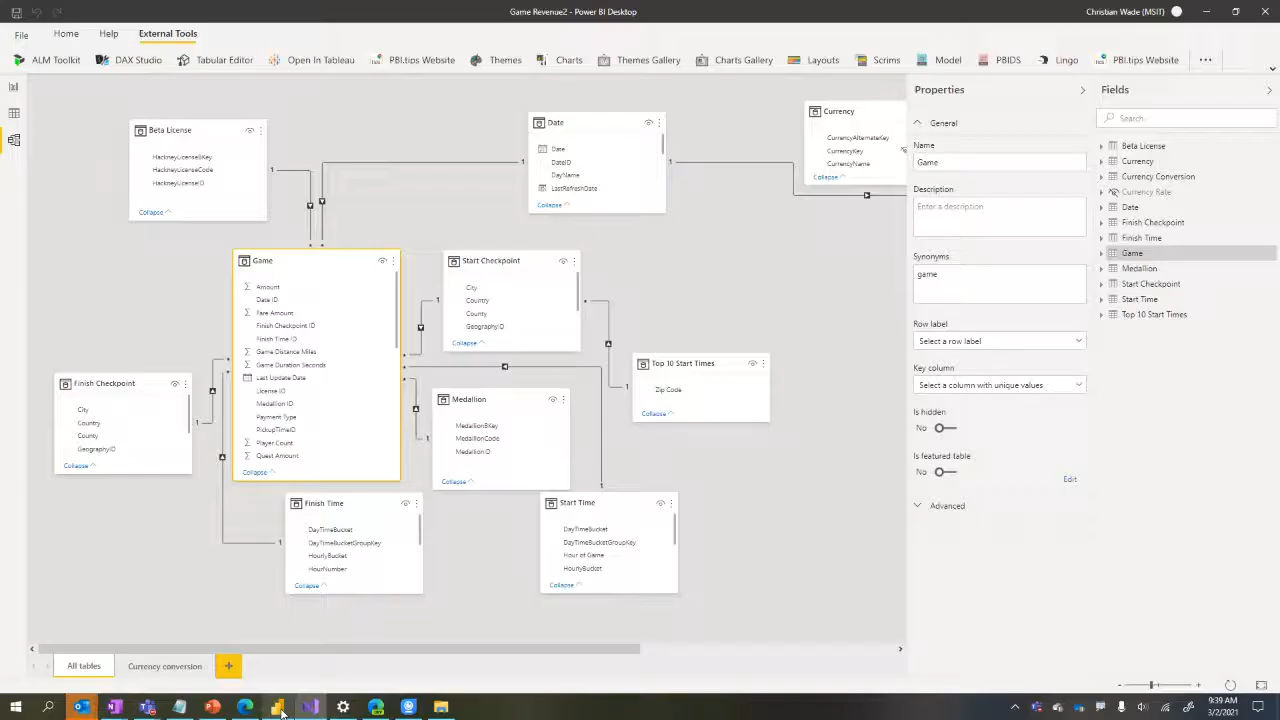 Game Revenue2 - Power BI Desktop
Christian Wade (MSIT)
File
Home
Help
External Tools
ALM Toolkit
DAX Studio
Tabular Editor
Open In Tableau
PBI.tips Website
Themes
Charts
Themes Gallery
Charts Gallery
Layouts
Scrims
Model
PBIDS
Lingo
PBI.tips Website
Beta License
HackneyLicenseBKey
HackneyLicenseCode
HackneyLicenseID
Collapse
Date
Date
DateID
DayName
LastRefreshDate
Collapse
Currency
CurrencyAlternateKey
CurrencyKey
CurrencyName
Collapse
1
1
1
*
*
Game
Amount
Date ID
Fare Amount
Finish Checkpoint ID
Finish Time ID
Game Distance Miles
Game Duration Seconds
Last Update Date
License ID
Medallion ID
Payment Type
PickupTimeID
Player Count
Quest Amount
Collapse
Start Checkpoint
City
Country
County
GeographyID
Collapse
1
*
Top 10 Start Times
Zip Code
Collapse
1
Finish Checkpoint
City
Country
County
GeographyID
Collapse
1
*
*
*
*
*
Medallion
MedallionBKey
MedallionCode
MedallionID
Collapse
1
Finish Time
DayTimeBucket
DayTimeBucketGroupKey
HourlyBucket
HourNumber
Collapse
1
Start Time
DayTimeBucket
DayTimeBucketGroupKey
Hour of Game
HourlyBucket
Collapse
1
All tables
Currency conversion
+
Properties
General
Name
Game
Description
Enter a description
Synonyms
game
Row label
Select a row label
Key column
Select a column with unique values
Is hidden
No
Is featured table
No
Edit
Advanced
Fields
Search
Beta License
Currency
Currency Conversion
Currency Rate
Date
Finish Checkpoint
Finish Time
Game
Medallion
Start Checkpoint
Start Time
Top 10 Start Times
9:39 AM
3/2/2021